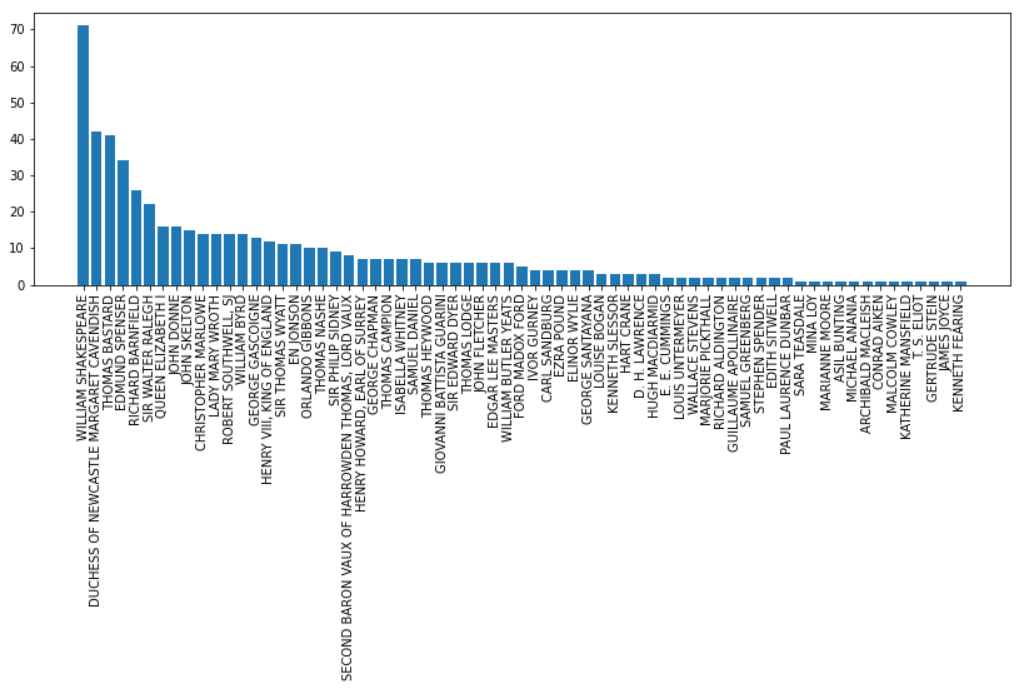 70
60
50
40
30
20
10
0
WILLIAM SHAKESPEARE
DUCHESS OF NEWCASTLE MARGARET CAVENDISH
THOMAS BASTARD
EDMUND SPENSER
RICHARD BARNFIELD
SIR WALTER RALEGH
QUEEN ELIZABETH I
JOHN DONNE
JOHN SKELTON
CHRISTOPHER MARLOWE
LADY MARY WROTH
ROBERT SOUTHWELL, SJ
WILLIAM BYRD
GEORGE GASCOIGNE
HENRY VIII, KING OF ENGLAND
SIR THOMAS WYATT
EN JONSON
ORLANDO GIBBONS
THOMAS NASHE
SIR PHILIP SIDNEY
SECOND BARON VAUX OF HARROWDEN THOMAS, LORD VAUX
HENRY HOWARD, EARL OF SURREY
GEORGE CHAPMAN
THOMAS CAMPION
ISABELLA WHITNEY
SAMUEL DANIEL
THOMAS HEYWOOD
GIOVANNI BATTISTA GUARINI
SIR EDWARD DYER
THOMAS LODGE
JOHN FLETCHER
EDGAR LEE MASTERS
WILLIAM BUTLER YEATS
FORD MADOX FORD
IVOR GURNEY
CARL SANDBURG
EZRA POUND
ELINOR WYLIE
GEORGE SANTAYANA
LOUISE BOGAN
KENNETH SLESSOR
HART CRANE
D. H. LAWRENCE
HUGH MACDIARMID
E. E. CUMMINGS
LOUIS UNTERMEYER
WALLACE STEVENS
MARJORIE PICKTHALL
RICHARD ALDINGTON
GUILLAUME APOLLINAIRE
SAMUEL GREENBERG
STEPHEN SPENDER
EDITH SITWELL
PAUL LAURENCE DUNBAR
SARA TEASDALE
MINA LOY
MARIANNE MOORE
ASIL BUNTING
MICHAEL ANANIA
ARCHIBALD MACLEISH
CONRAD AIKEN
MALCOLM COWLEY
KATHERINE MANSFIELD
T. S. ELIOT
GERTRUDE STEIN
JAMES JOYCE
KENNETH FEARING